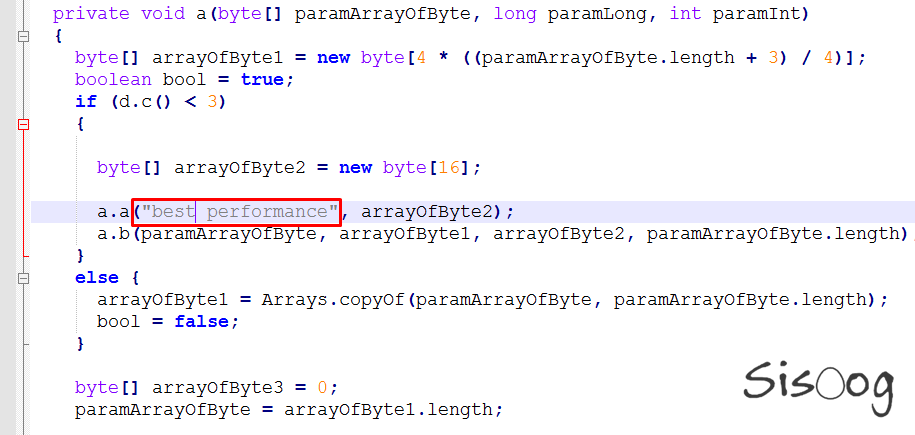 private void a(byte[] paramArrayOfByte, long paramLong, int paramInt)
{
byte[] arrayOfByte1 = new byte[4 * ((paramArrayOfByte.length + 3) / 4)];
boolean bool = true;
if (d.c() < 3)
{
byte[] arrayOfByte2 = new byte[16];
a.a("best performance", arrayOfByte2);
a.b(paramArrayOfByte, arrayOfByte1, arrayOfByte2, paramArrayOfByte.length)
}
else {
arrayOfByte1 = Arrays.copyOf(paramArrayOfByte, paramArrayOfByte.length);
bool = false;
}
byte[] arrayOfByte3 = 0;
paramArrayOfByte = arrayOfByte1.length;
SisOog